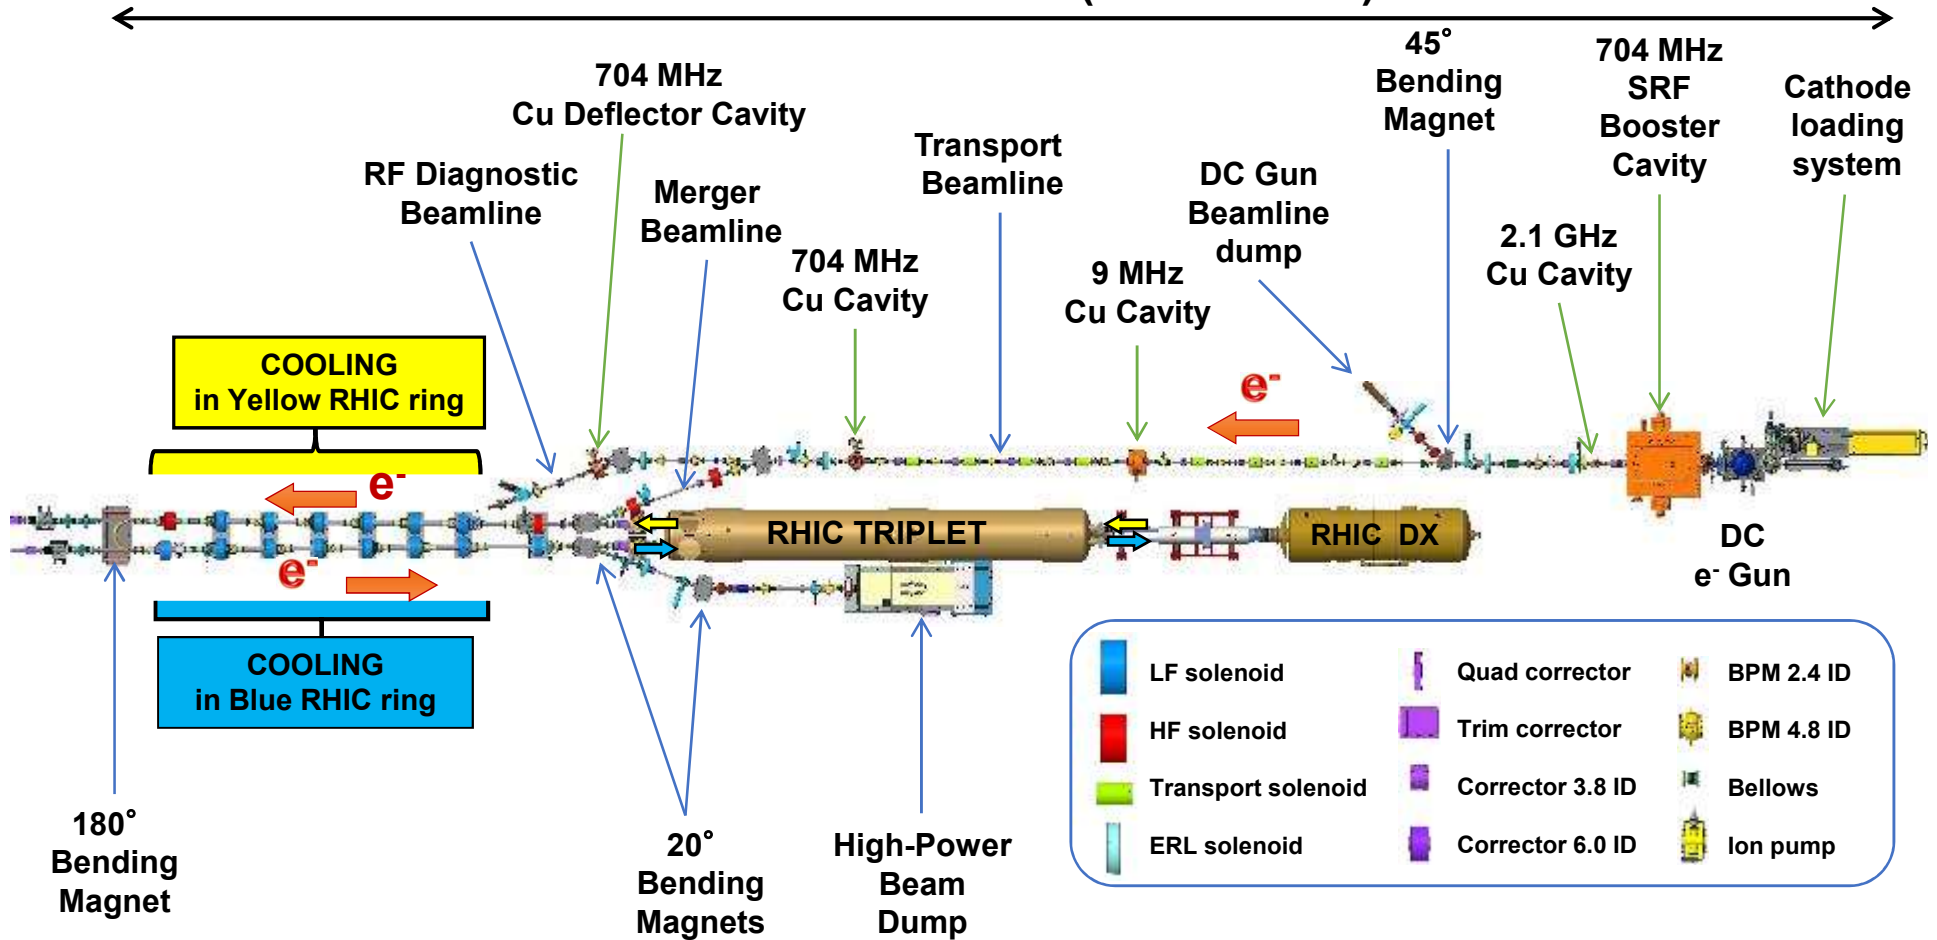 704 MHz
Cu Deflector Cavity
45°
Bending
Magnet
704 MHz
SRF
Booster
Cavity
Cathode
loading
system
RF Diagnostic
Beamline
Merger
Beamline
Transport
Beamline
DC Gun
Beamline
dump
704 MHz
Cu Cavity
9 MHz
Cu Cavity
2.1 GHz
Cu Cavity
COOLING
in Yellow RHIC ring
e-
e-
RHIC TRIPLET
RHIC DX
DC
e- Gun
e-
COOLING
in Blue RHIC ring
180°
Bending
Magnet
20°
Bending
Magnets
High-Power
Beam
Dump
LF solenoid
HF solenoid
Transport solenoid
ERL solenoid
Quad corrector
Trim corrector
Corrector 3.8 ID
Corrector 6.0 ID
BPM 2.4 ID
BPM 4.8 ID
Bellows
Ion pump